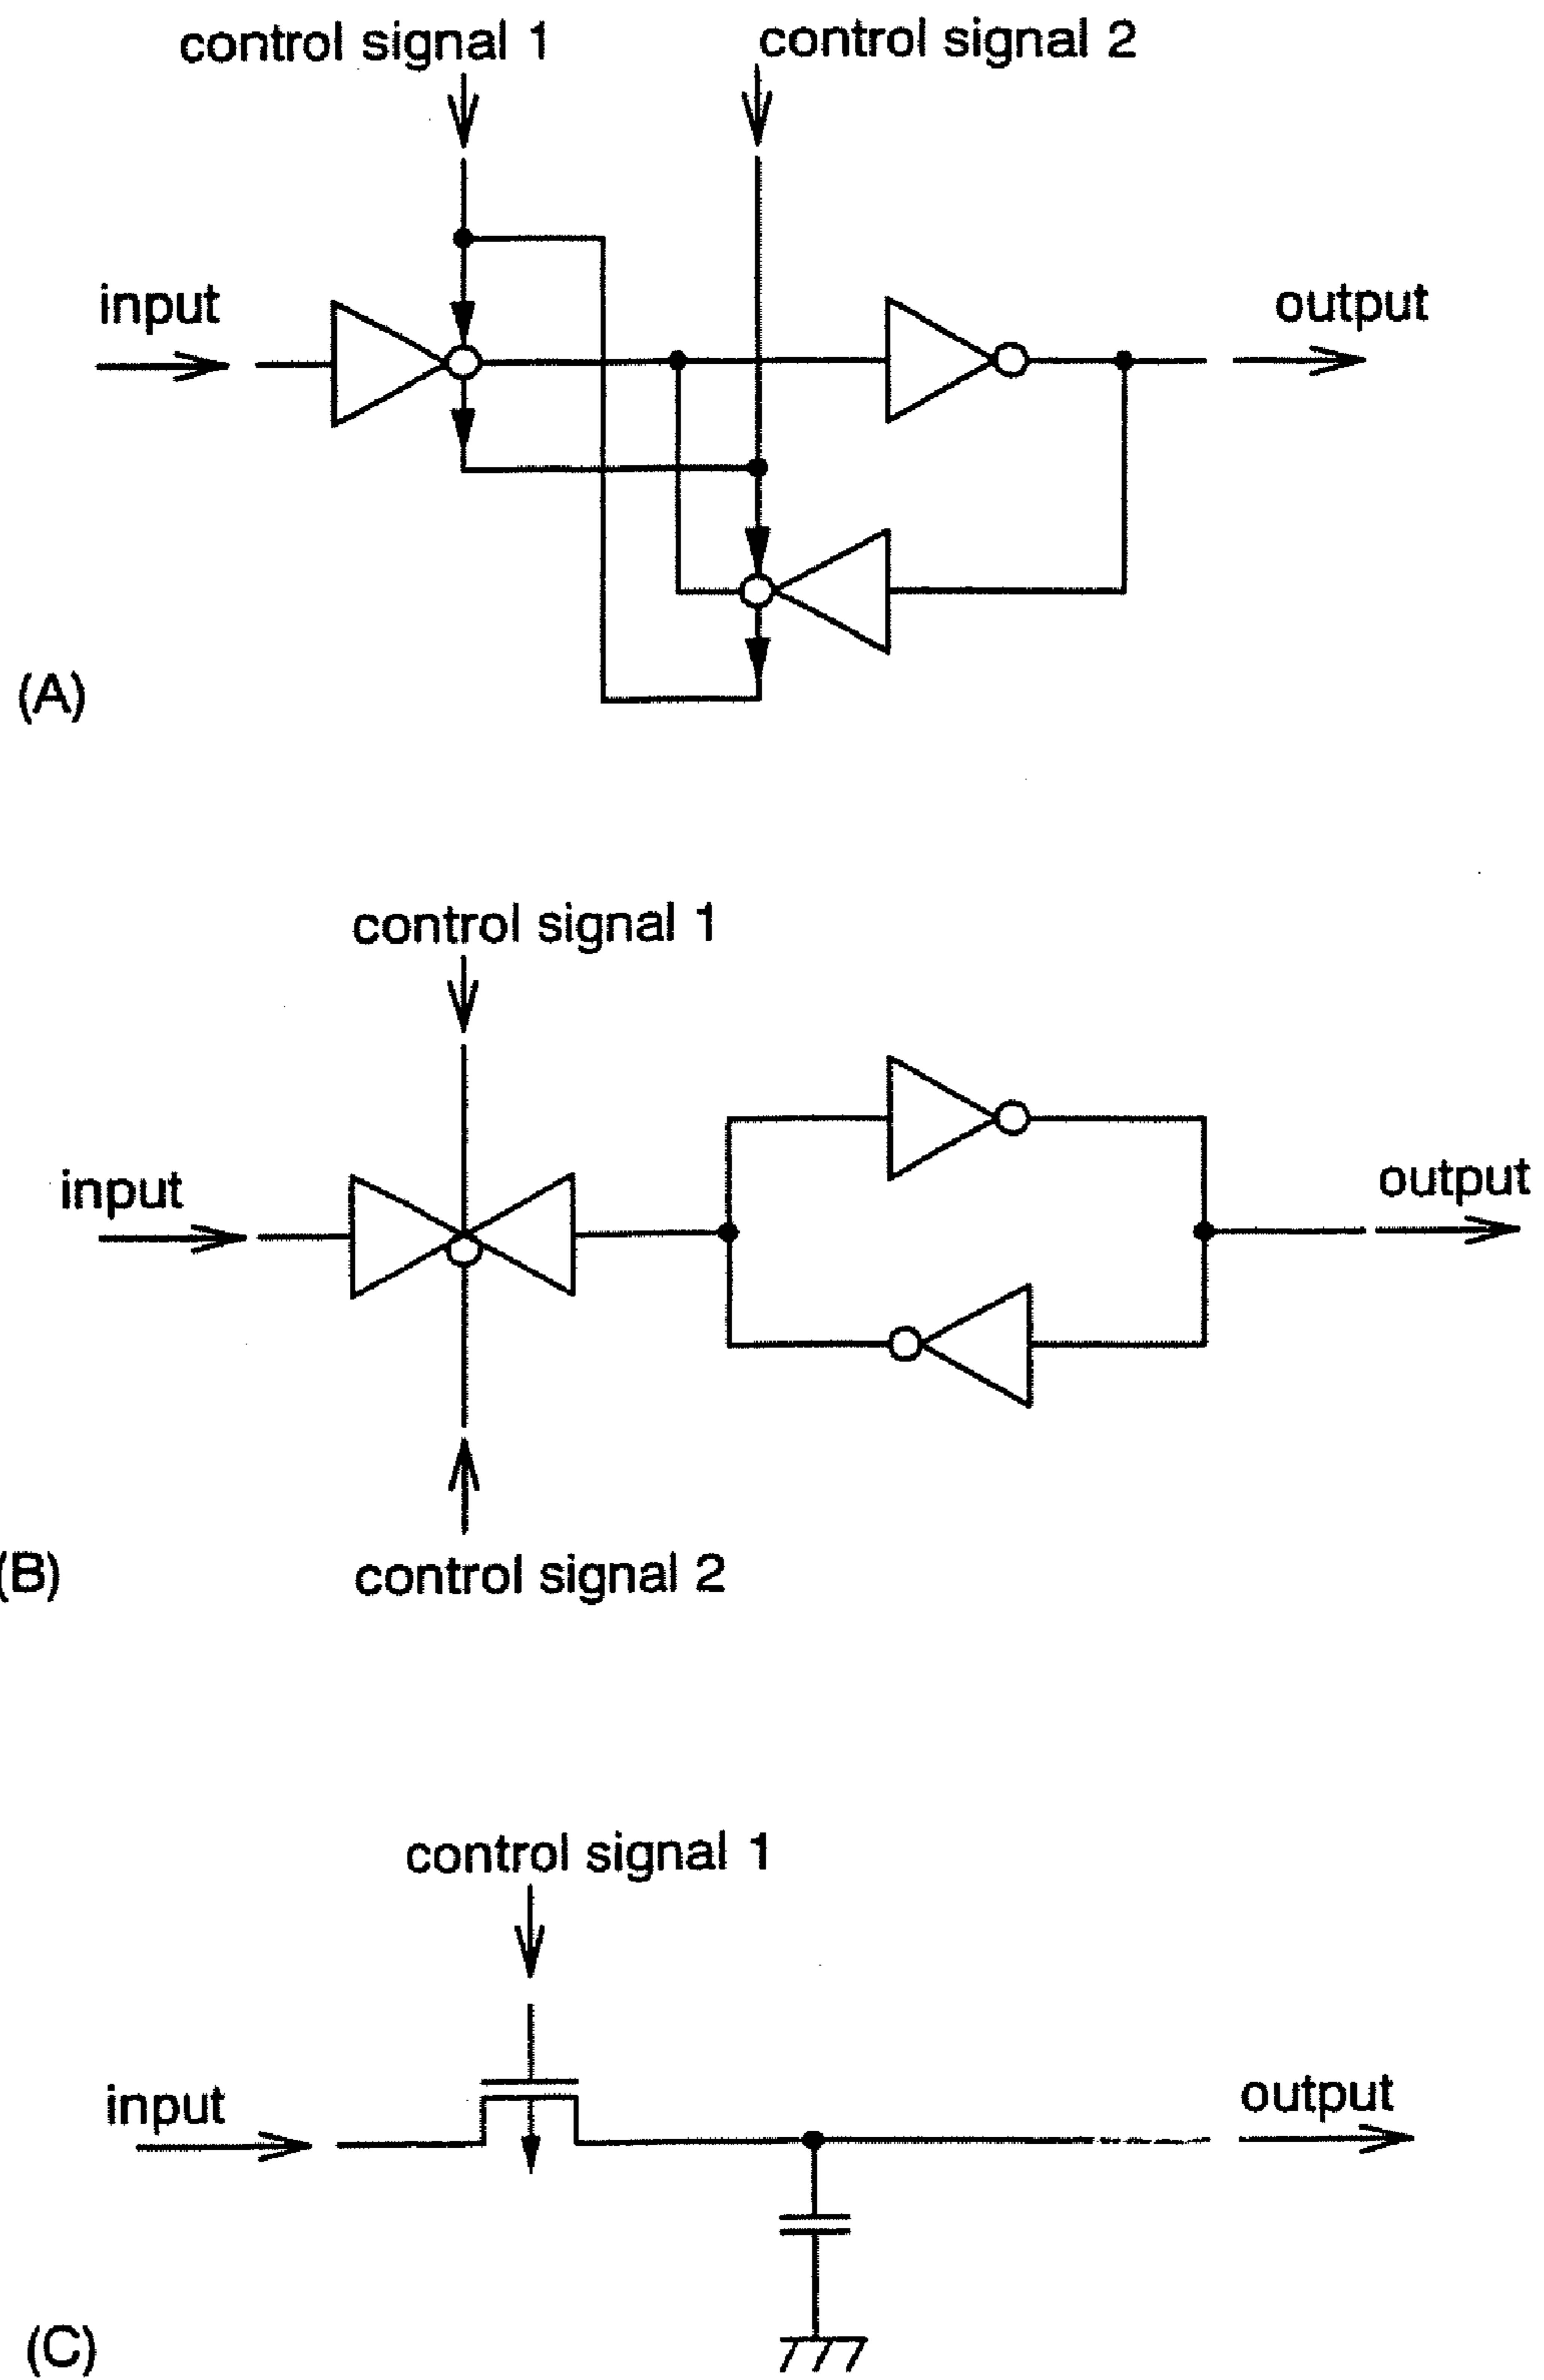 control signal 1
control signal 2
input
output
(A)
control signal 1
input
output
(B)
control signal 2
control signal 1
input
output
(C)